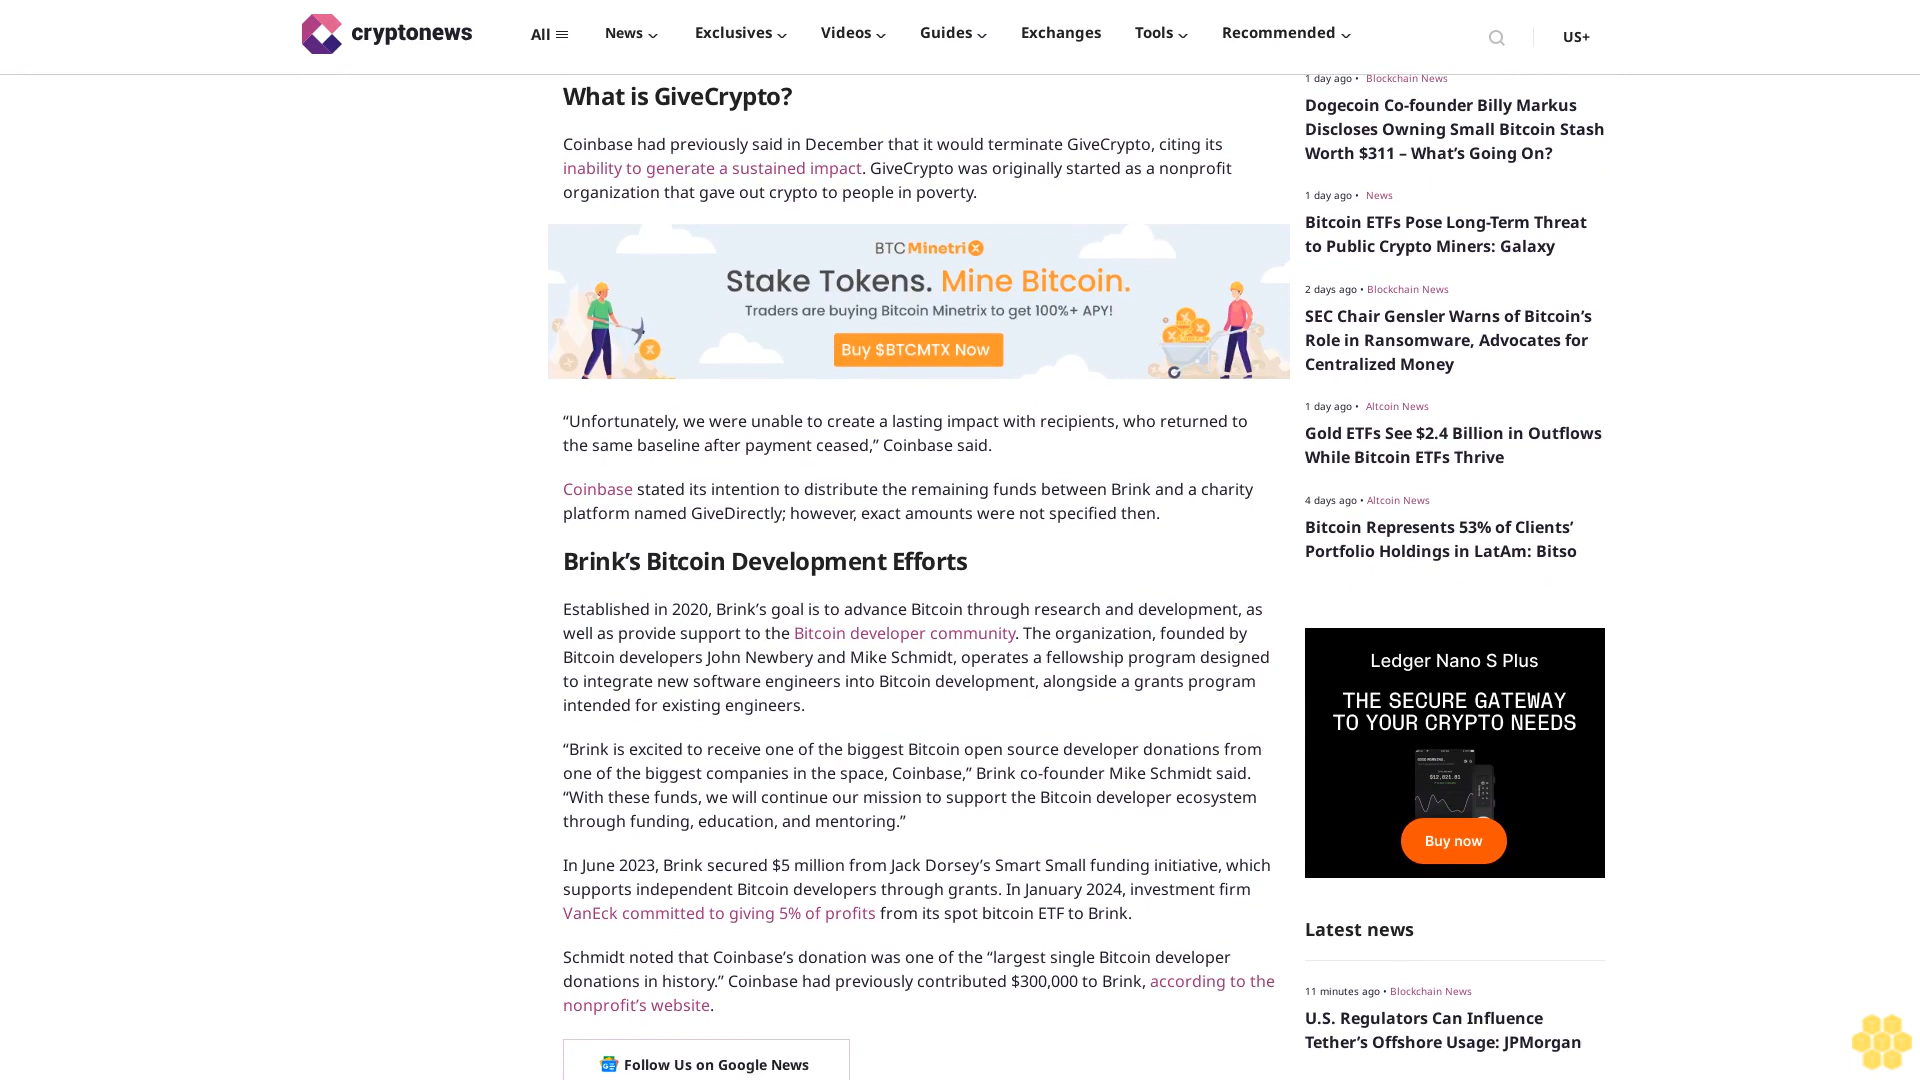 cryptonews
All
News
Exclusives
Videos
Guides
Exchanges
Tools
Recommended
US+
What is GiveCrypto?
Coinbase had previously said in December that it would terminate GiveCrypto, citing its
inability to generate a sustained impact. GiveCrypto was originally started as a nonprofit
organization that gave out crypto to people in poverty.
BTC Minetrix
Stake Tokens. Mine Bitcoin.
Traders are buying Bitcoin Minetrix to get 100%+ APY!
Buy $BTCMTX Now
“Unfortunately, we were unable to create a lasting impact with recipients, who returned to
the same baseline after payment ceased,” Coinbase said.
Coinbase stated its intention to distribute the remaining funds between Brink and a charity
platform named GiveDirectly; however, exact amounts were not specified then.
Brink’s Bitcoin Development Efforts
Established in 2020, Brink’s goal is to advance Bitcoin through research and development, as
well as provide support to the Bitcoin developer community. The organization, founded by
Bitcoin developers John Newbery and Mike Schmidt, operates a fellowship program designed
to integrate new software engineers into Bitcoin development, alongside a grants program
intended for existing engineers.
“Brink is excited to receive one of the biggest Bitcoin open source developer donations from
one of the biggest companies in the space, Coinbase,” Brink co-founder Mike Schmidt said.
“With these funds, we will continue our mission to support the Bitcoin developer ecosystem
through funding, education, and mentoring.”
In June 2023, Brink secured $5 million from Jack Dorsey’s Smart Small funding initiative, which
supports independent Bitcoin developers through grants. In January 2024, investment firm
VanEck committed to giving 5% of profits from its spot bitcoin ETF to Brink.
Schmidt noted that Coinbase’s donation was one of the “largest single Bitcoin developer
donations in history.” Coinbase had previously contributed $300,000 to Brink, according to the
nonprofit’s website.
Follow Us on Google News
1 day ago • Blockchain News
Dogecoin Co-founder Billy Markus
Discloses Owning Small Bitcoin Stash
Worth $311 – What’s Going On?
1 day ago • News
Bitcoin ETFs Pose Long-Term Threat
to Public Crypto Miners: Galaxy
2 days ago • Blockchain News
SEC Chair Gensler Warns of Bitcoin’s
Role in Ransomware, Advocates for
Centralized Money
1 day ago • Altcoin News
Gold ETFs See $2.4 Billion in Outflows
While Bitcoin ETFs Thrive
4 days ago • Altcoin News
Bitcoin Represents 53% of Clients’
Portfolio Holdings in LatAm: Bitso
Ledger Nano S Plus
THE SECURE GATEWAY
TO YOUR CRYPTO NEEDS
$12,821.81
Buy now
Latest news
11 minutes ago • Blockchain News
U.S. Regulators Can Influence
Tether’s Offshore Usage: JPMorgan